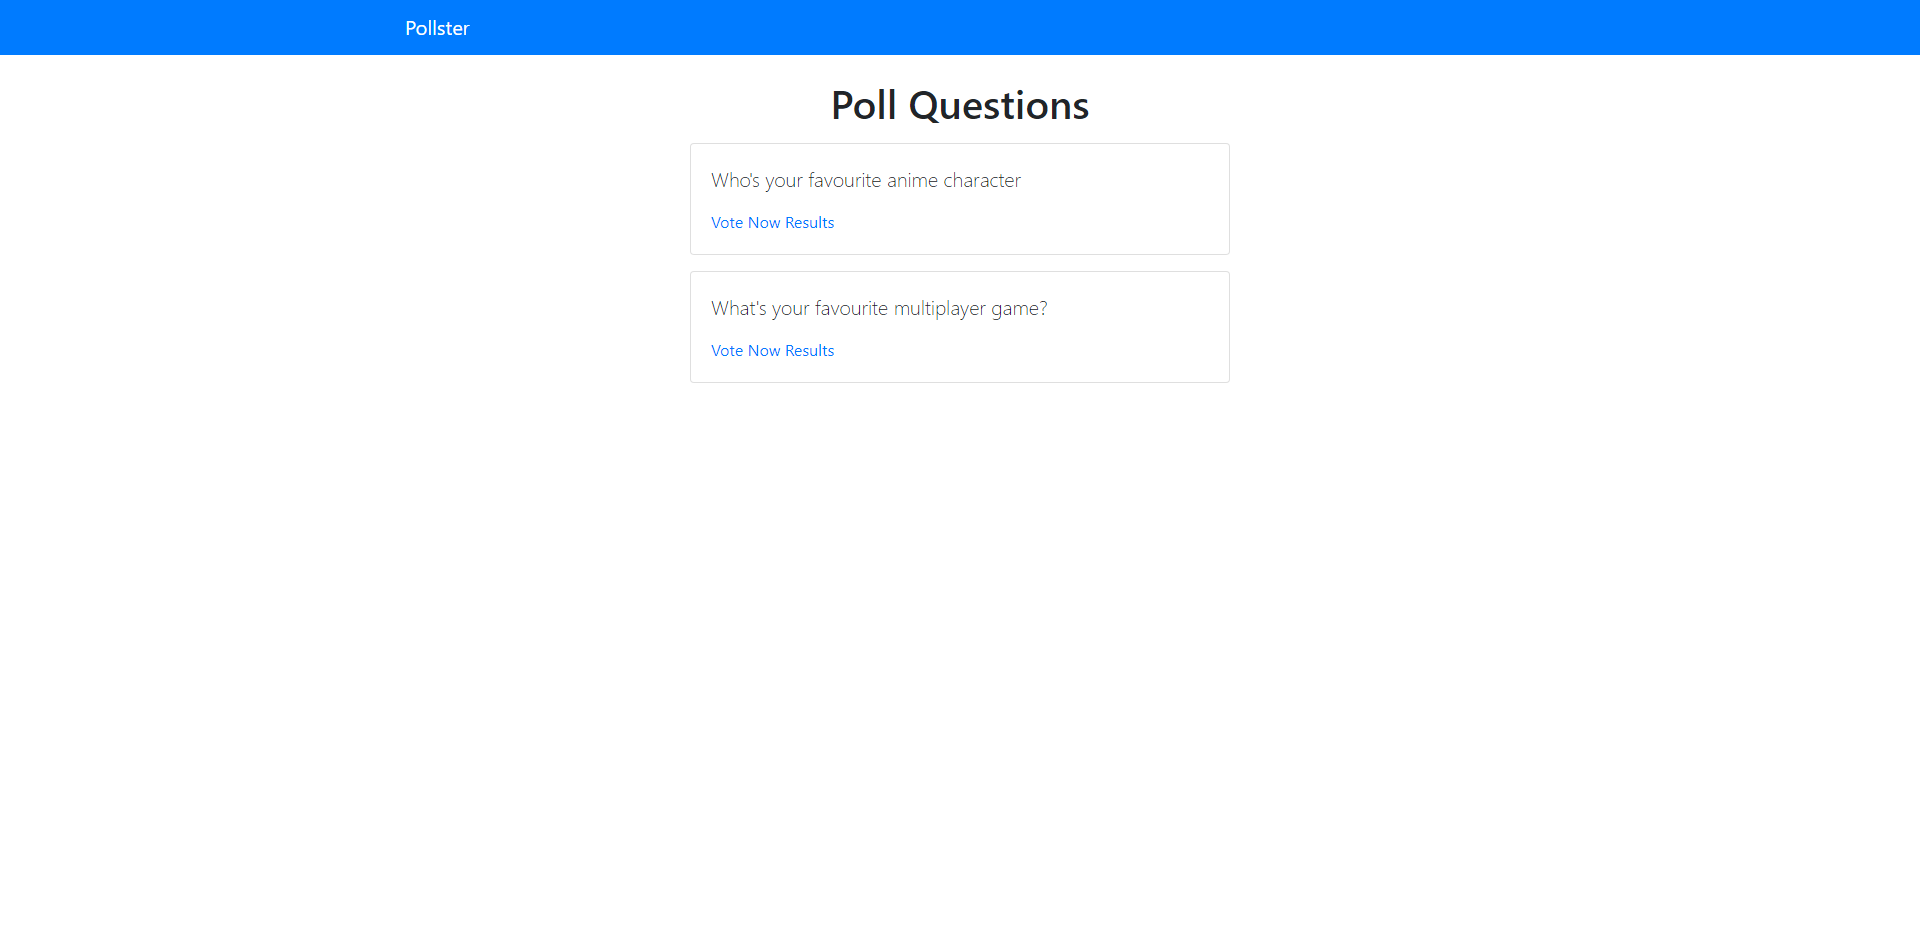 Pollster
Poll Questions
Who's your favourite anime character
Vote Now Results
What's your favourite multiplayer game?
Vote Now Results